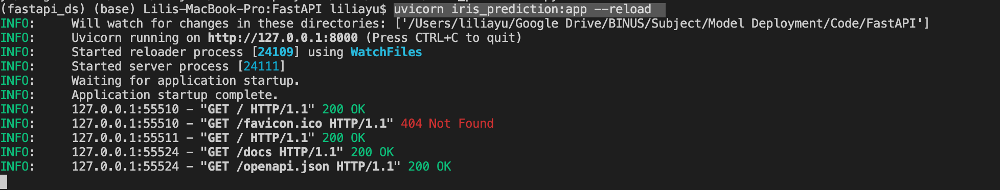 (fastapi_ds) (base) Lilis-MacBook-Pro:FastAPI liliayu$ uvicorn iris_prediction:app --reload
INFO:     Will watch for changes in these directories: ['/Users/liliayu/Google Drive/BINUS/Subject/Model Deployment/Code/FastAPI']
INFO:     Uvicorn running on http://127.0.0.1:8000 (Press CTRL+C to quit)
INFO:     Started reloader process [24109] using WatchFiles
INFO:     Started server process [24111]
INFO:     Waiting for application startup.
INFO:     Application startup complete.
INFO:     127.0.0.1:55510 - "GET / HTTP/1.1" 200 OK
INFO:     127.0.0.1:55510 - "GET /favicon.ico HTTP/1.1" 404 Not Found
INFO:     127.0.0.1:55511 - "GET / HTTP/1.1" 200 OK
INFO:     127.0.0.1:55524 - "GET /docs HTTP/1.1" 200 OK
INFO:     127.0.0.1:55524 - "GET /openapi.json HTTP/1.1" 200 OK